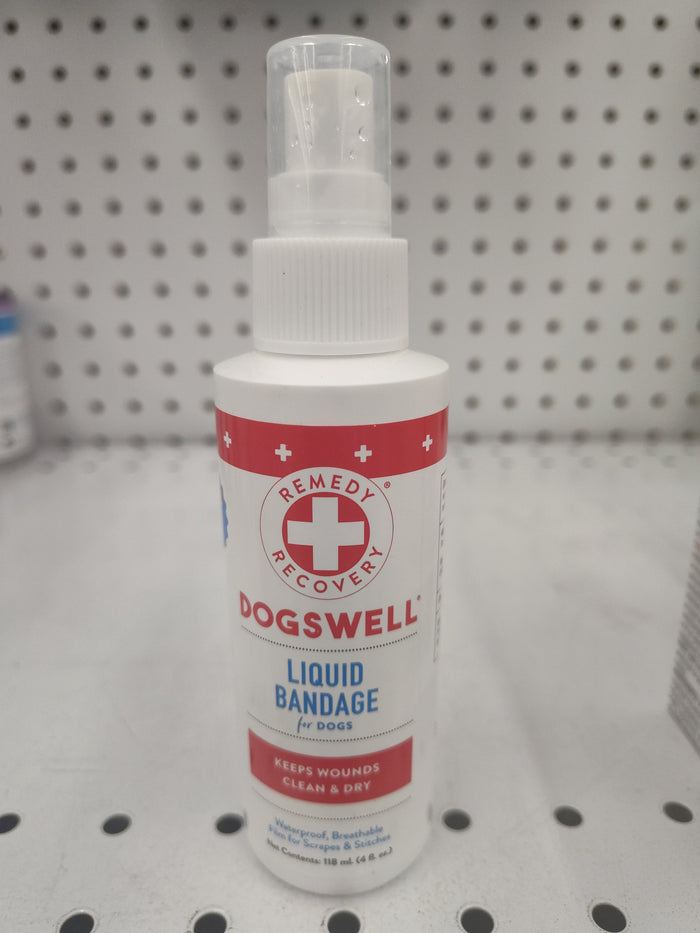 REMEDY
RECOVERY®
DOGSWELL®
LIQUID
BANDAGE
for DOGS
KEEPS WOUNDS
CLEAN & DRY
Waterproof, Breathable
Film for Scrapes & Stitches
Net Contents: 118 mL (4 fl. oz.)